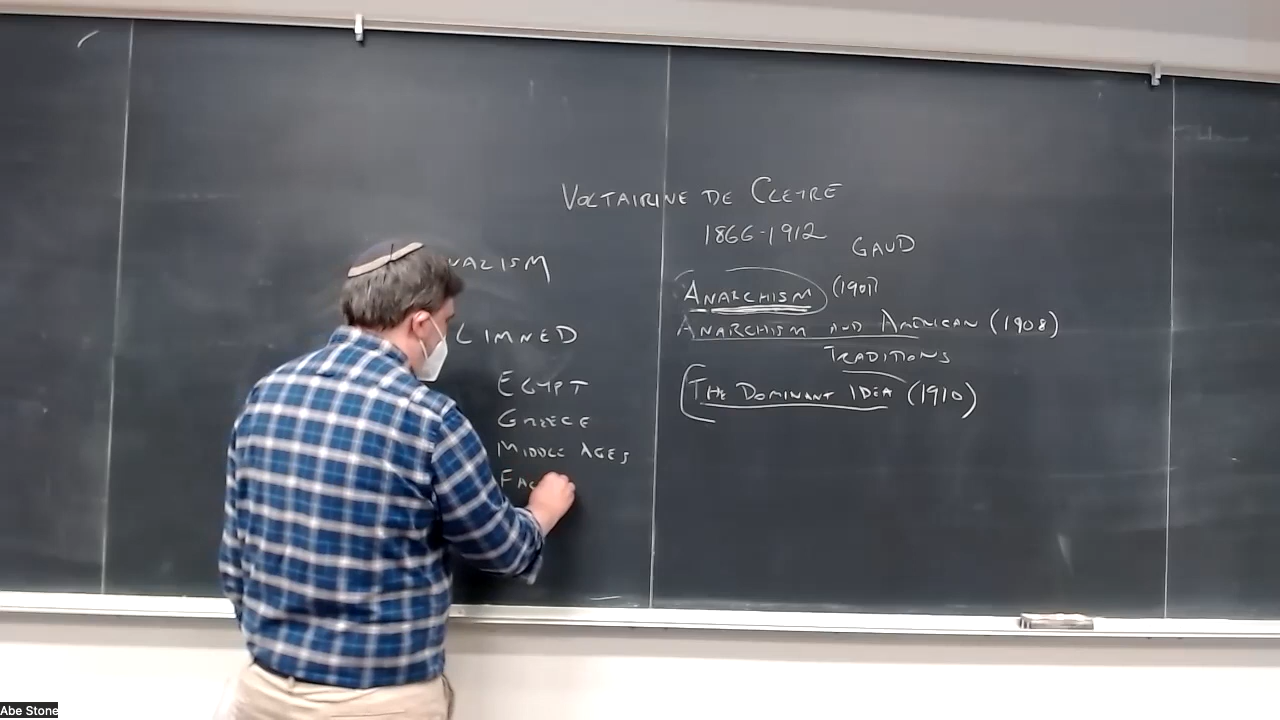 VOLTAIRINE DE CLEYRE
1866-1912
GAUD
LIMNED
EGYPT
GREECE
MIDDLE AGES
ANARCHISM (1901)
ANARCHISM AND AMERICAN (1908)
TRADITIONS
THE DOMINANT IDEA (1910)
Abe Stone